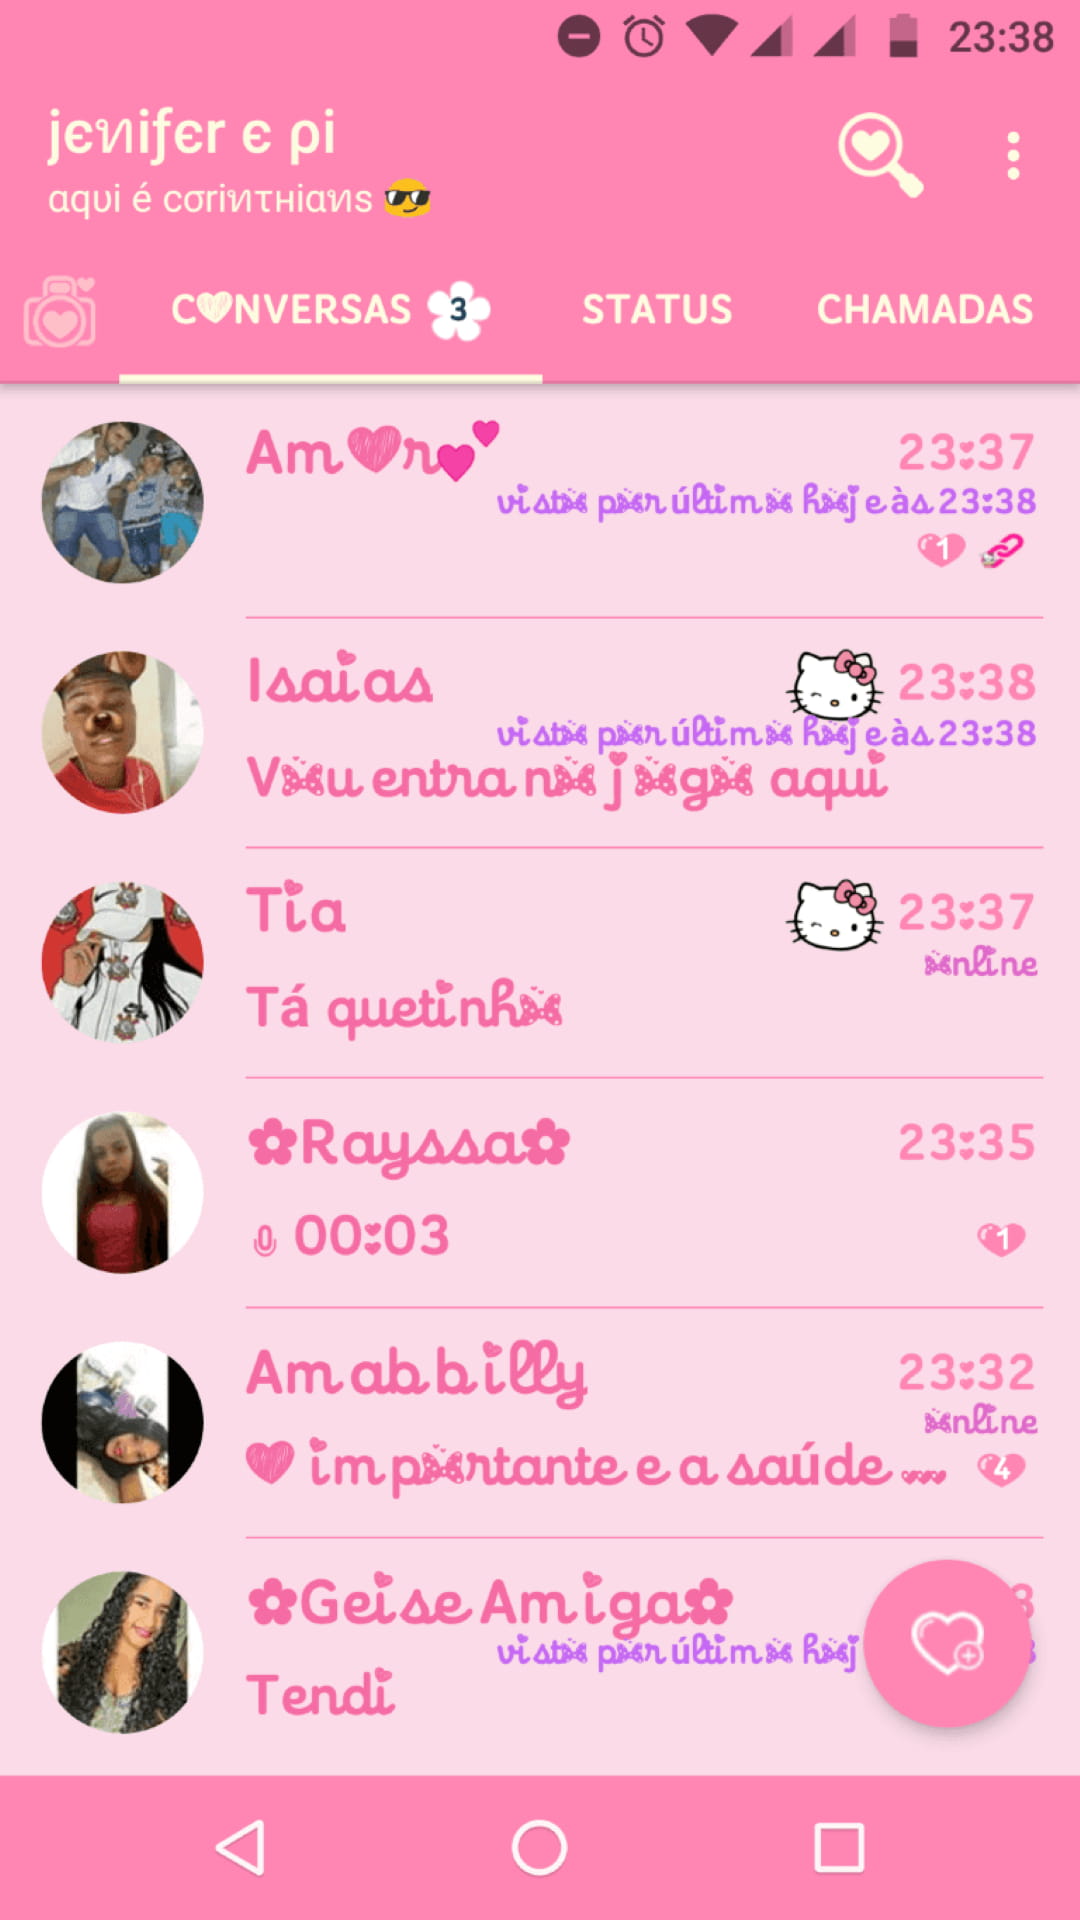 23:38
jєnifєr є pi
aqui é corinthians 😎
CONVERSAS 3
STATUS
CHAMADAS
Amor💕
23:37
visto por último hoje às 23:38
1
Isaias
23:38
visto por último hoje às 23:38
Vou entra no jogo aqui
Tia
23:37
online
Tá quetinho
✿Rayssa✿
23:35
00:03
1
Amabbilly
23:32
online
O importante e a saúde ...
4
✿Geise Amiga✿
visto por último hoj
Tendi